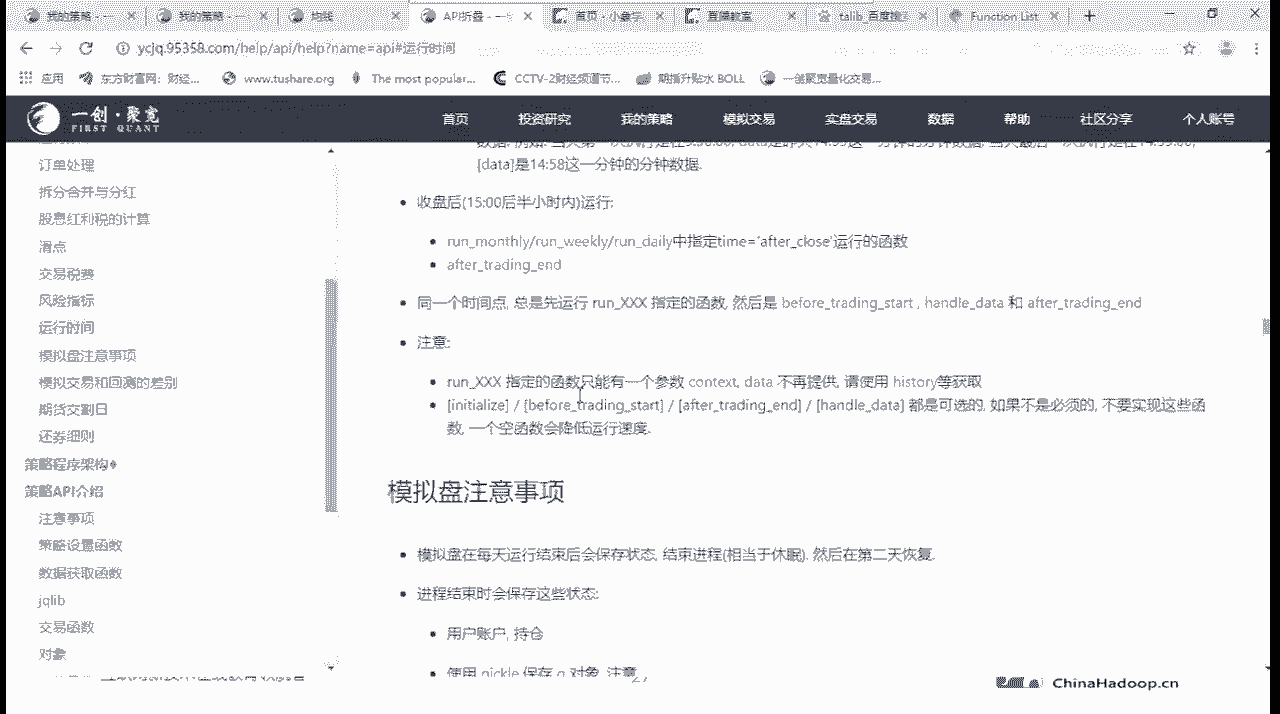 我的策略 - 一
我的策略 - 一
均线
API折叠 - 一
首页 - 小象学
直播教室
talib_百度搜
Function List
ycjq.95358.com/help/api/help?name=api#运行时间
应用
东方财富网：财经...
www.tushare.org
The most popular...
CCTV-2财经频道节...
期指升贴水 BOLL
一创聚宽量化交易...
一创·聚宽
FIRST QUANT
首页
投资研究
我的策略
模拟交易
实盘交易
数据
帮助
社区分享
个人账号
订单处理
拆分合并与分红
股息红利税的计算
滑点
交易税费
风险指标
运行时间
模拟盘注意事项
模拟交易和回测的差别
期货交割日
还券细则
策略程序架构♦
策略API介绍
注意事项
策略设置函数
数据获取函数
jqlib
交易函数
对象
[data]是14:58这一分钟的分钟数据.
收盘后(15:00后半小时内)运行:
run_monthly/run_weekly/run_daily中指定time='after_close'运行的函数
after_trading_end
同一个时间点, 总是先运行 run_XXX 指定的函数, 然后是 before_trading_start , handle_data 和 after_trading_end
注意:
run_XXX 指定的函数只能有一个参数 context, data 不再提供, 请使用 history等获取
[initialize] / [before_trading_start] / [after_trading_end] / [handle_data] 都是可选的, 如果不是必须的, 不要实现这些函
数, 一个空函数会降低运行速度.
模拟盘注意事项
模拟盘在每天运行结束后会保存状态, 结束进程(相当于休眠). 然后在第二天恢复.
进程结束时会保存这些状态:
用户账户, 持仓
使用 pickle 保存 g 对象. 注意
ChinaHadoop.cn